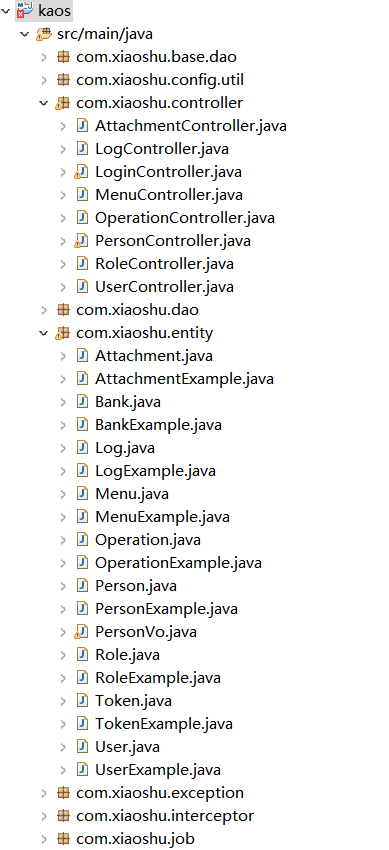 kaos
src/main/java
com.xiaoshu.base.dao
com.xiaoshu.config.util
com.xiaoshu.controller
AttachmentController.java
LogController.java
LoginController.java
MenuController.java
OperationController.java
PersonController.java
RoleController.java
UserController.java
com.xiaoshu.dao
com.xiaoshu.entity
Attachment.java
AttachmentExample.java
Bank.java
BankExample.java
Log.java
LogExample.java
Menu.java
MenuExample.java
Operation.java
OperationExample.java
Person.java
PersonExample.java
PersonVo.java
Role.java
RoleExample.java
Token.java
TokenExample.java
User.java
UserExample.java
com.xiaoshu.exception
com.xiaoshu.interceptor
com.xiaoshu.job